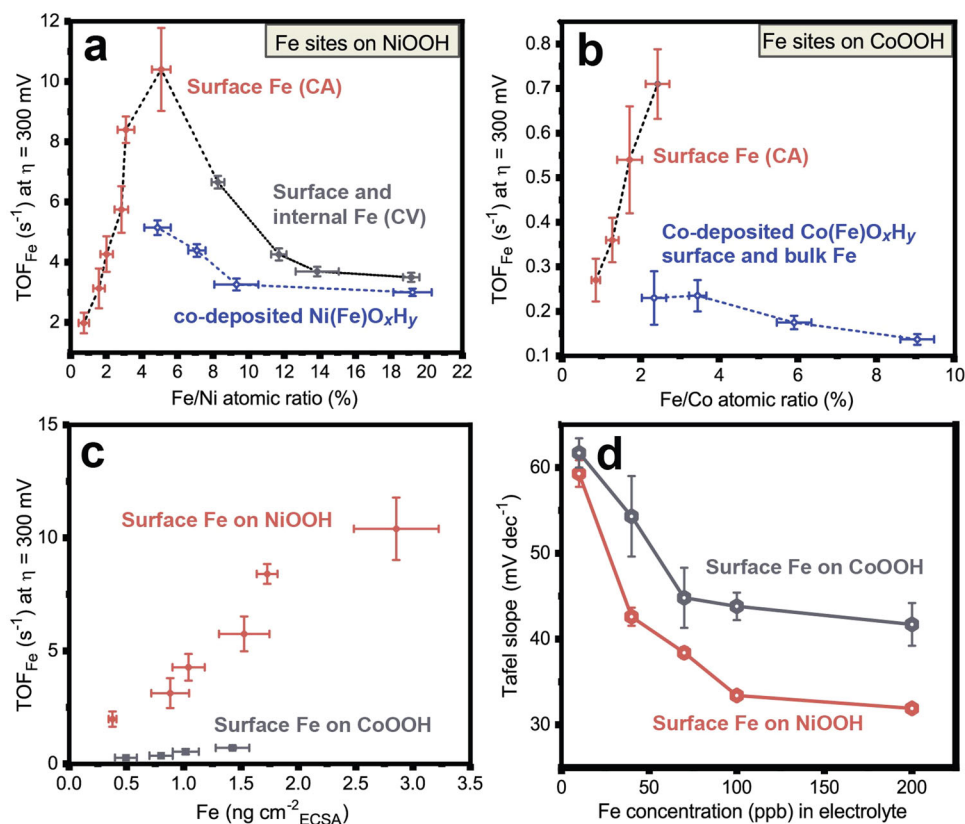 a
Fe sites on NiOOH
Surface Fe (CA)
Surface and
internal Fe (CV)
co-deposited Ni(Fe)OxHy
TOFFe (s-1) at η = 300 mV
12
10
8
6
4
2
0 2 4 6 8 10 12 14 16 18 20 22
Fe/Ni atomic ratio (%)
b
Fe sites on CoOOH
Surface Fe (CA)
Co-deposited Co(Fe)OxHy
surface and bulk Fe
TOFFe (s-1) at η = 300 mV
0.8
0.7
0.6
0.5
0.4
0.3
0.2
0.1
0 2 4 6 8 10
Fe/Co atomic ratio (%)
c
Surface Fe on NiOOH
Surface Fe on CoOOH
TOFFe (s-1) at η = 300 mV
15
10
5
0
0.0 0.5 1.0 1.5 2.0 2.5 3.0 3.5
Fe (ng cm-2ECSA)
d
Surface Fe on CoOOH
Surface Fe on NiOOH
Tafel slope (mV dec-1)
60
50
40
30
0 50 100 150 200
Fe concentration (ppb) in electrolyte